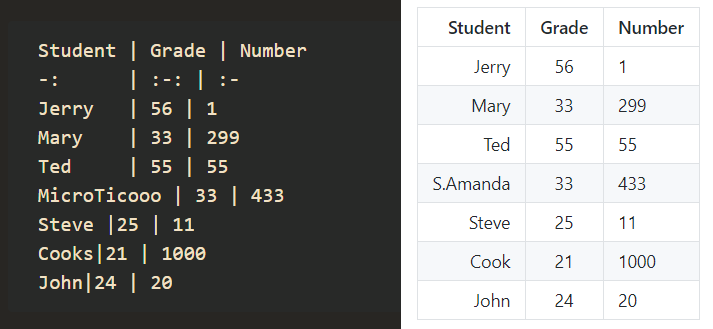 Student | Grade | Number
-:      | :-: | :-
Jerry   | 56 | 1
Mary    | 33 | 299
Ted     | 55 | 55
MicroTicooo | 33 | 433
Steve |25 | 11
Cooks|21 | 1000
John|24 | 20
Student Grade Number
Jerry 56 1
Mary 33 299
Ted 55 55
S.Amanda 33 433
Steve 25 11
Cook 21 1000
John 24 20